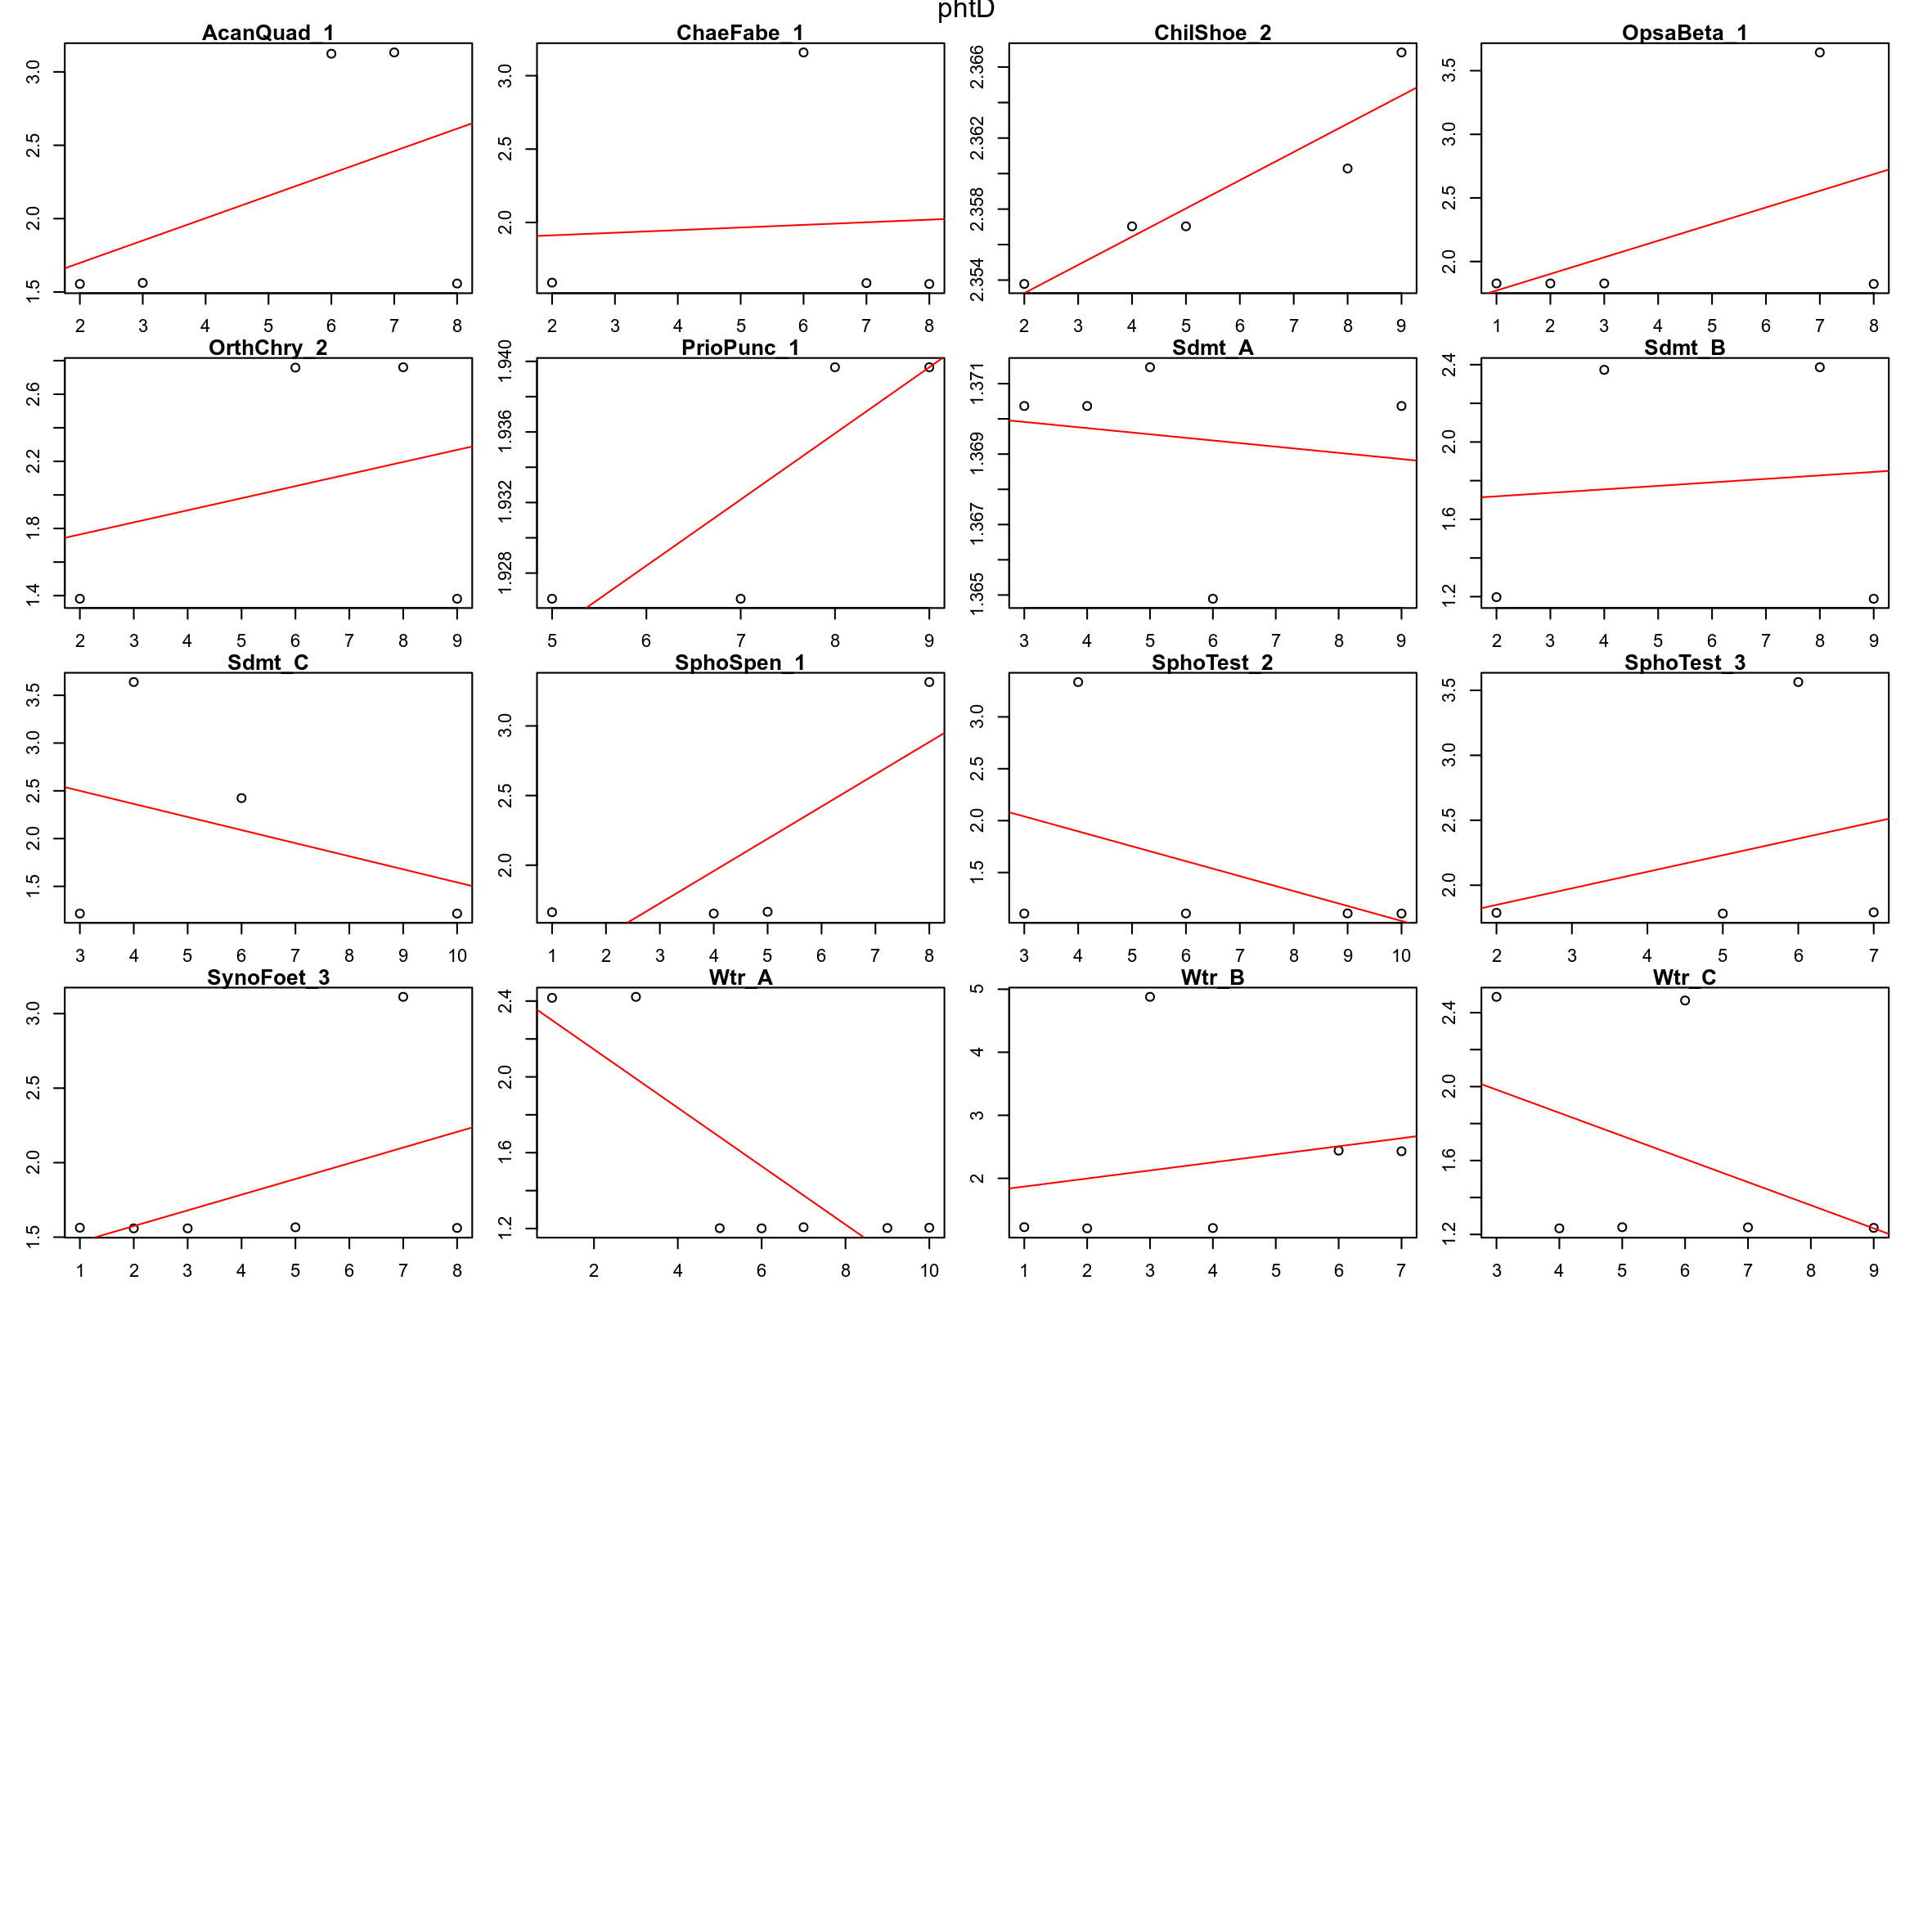 phtD
AcanQuad_1 ChaeFabe_1 ChilShoe_2 OpsaBeta_1
1.5 2.0 2.5 3.0
2 3 4 5 6 7 8
2.0 2.5 3.0
2 3 4 5 6 7 8
2.354 2.358 2.362 2.366
2 3 4 5 6 7 8 9
2.0 2.5 3.0 3.5
1 2 3 4 5 6 7 8
OrthChry_2 PrioPunc_1 Sdmt_A Sdmt_B
1.4 1.8 2.2 2.6
2 3 4 5 6 7 8 9
1.928 1.932 1.936 1.940
5 6 7 8 9
1.365 1.367 1.369 1.371
3 4 5 6 7 8 9
1.2 1.6 2.0 2.4
2 3 4 5 6 7 8 9
Sdmt_C SphoSpen_1 SphoTest_2 SphoTest_3
1.5 2.0 2.5 3.0 3.5
3 4 5 6 7 8 9 10
2.0 2.5 3.0
1 2 3 4 5 6 7 8
1.5 2.0 2.5 3.0
3 4 5 6 7 8 9 10
2.0 2.5 3.0 3.5
2 3 4 5 6 7
SynoFoet_3 Wtr_A Wtr_B Wtr_C
1.5 2.0 2.5 3.0
1 2 3 4 5 6 7 8
1.2 1.6 2.0 2.4
2 4 6 8 10
2 3 4 5
1 2 3 4 5 6 7
1.2 1.6 2.0 2.4
3 4 5 6 7 8 9